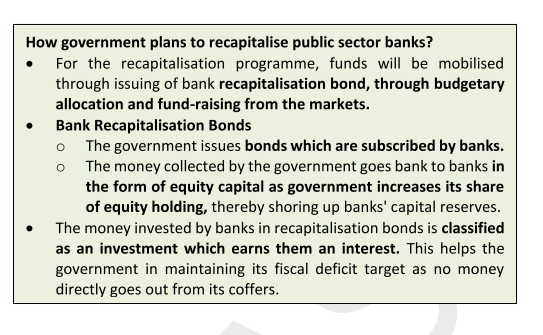 How government plans to recapitalise public sector banks?
• For the recapitalisation programme, funds will be mobilised
through issuing of bank recapitalisation bond, through budgetary
allocation and fund-raising from the markets.
• Bank Recapitalisation Bonds
o The government issues bonds which are subscribed by banks.
o The money collected by the government goes bank to banks in
the form of equity capital as government increases its share
of equity holding, thereby shoring up banks' capital reserves.
• The money invested by banks in recapitalisation bonds is classified
as an investment which earns them an interest. This helps the
government in maintaining its fiscal deficit target as no money
directly goes out from its coffers.